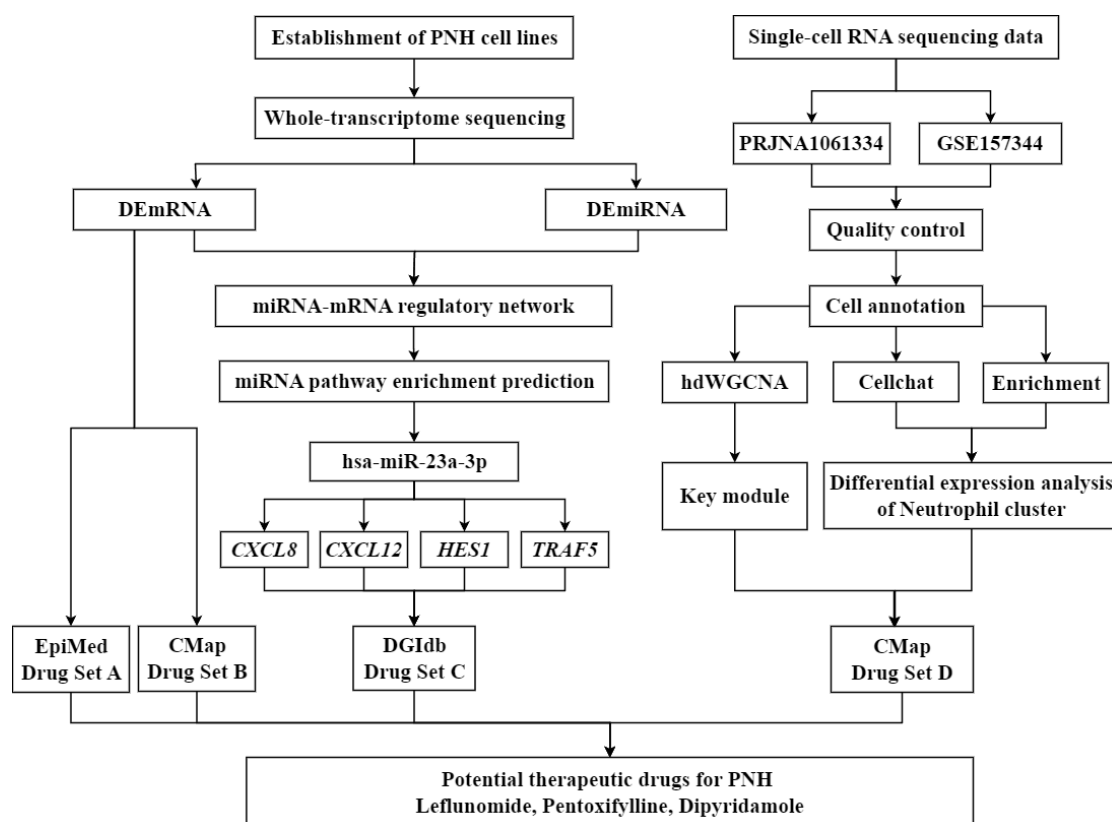 Establishment of PNH cell lines
Single-cell RNA sequencing data
Whole-transcriptome sequencing
PRJNA1061334
GSE157344
DEmRNA
DEmiRNA
Quality control
miRNA-mRNA regulatory network
Cell annotation
miRNA pathway enrichment prediction
hdWGCNA
Cellchat
Enrichment
hsa-miR-23a-3p
Key module
Differential expression analysis
of Neutrophil cluster
CXCL8
CXCL12
HES1
TRAF5
EpiMed
Drug Set A
CMap
Drug Set B
DGIdb
Drug Set C
CMap
Drug Set D
Potential therapeutic drugs for PNH
Leflunomide, Pentoxifylline, Dipyridamole